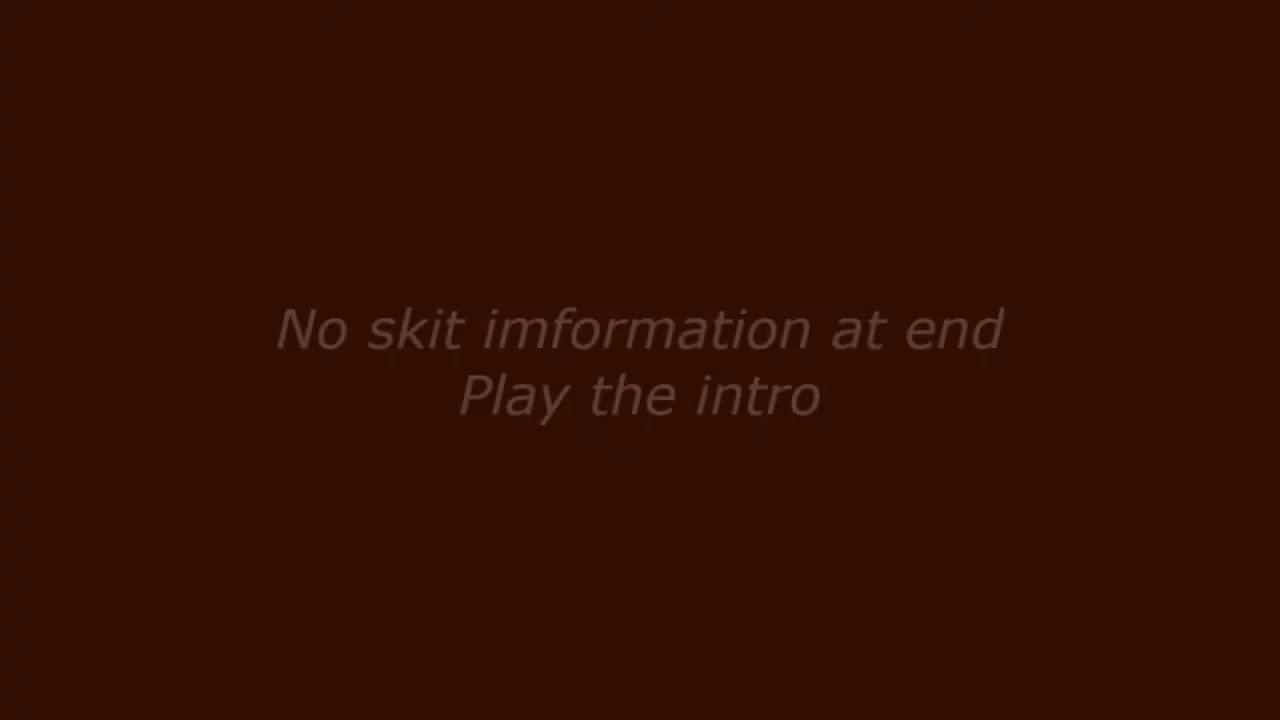 No skit imformation at end
Play the intro